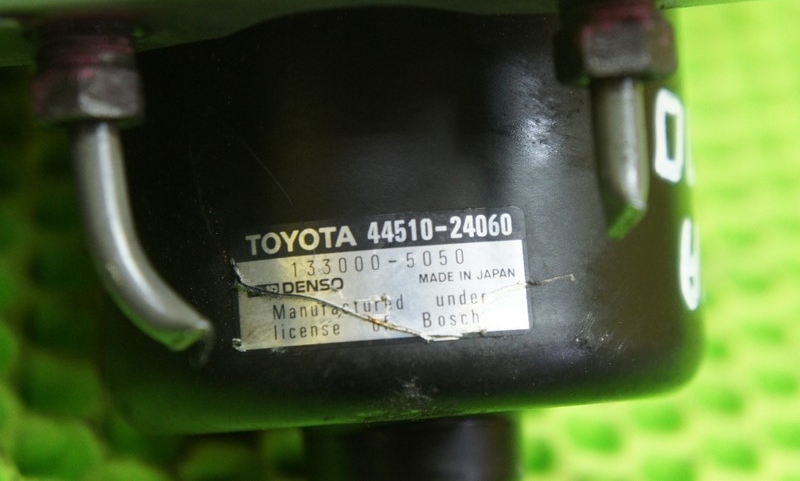 TOYOTA 44510-24060
133000-5050
DENSO MADE IN JAPAN
Manufactured under
license of Bosch